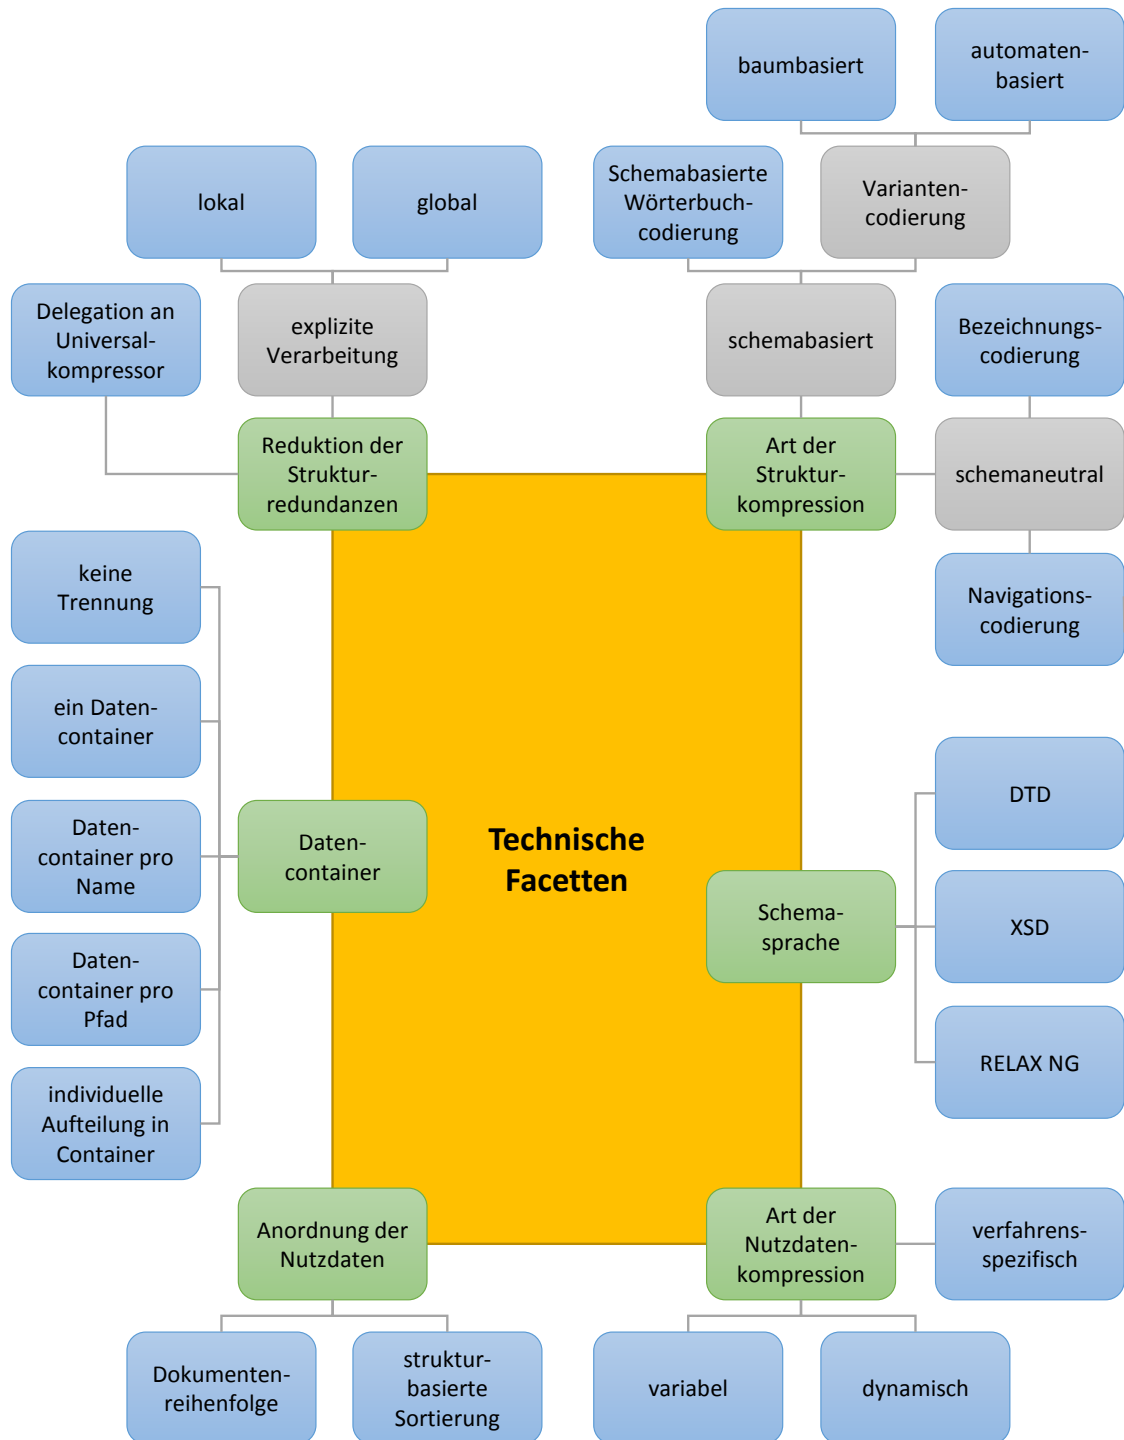 baumbasiert
automaten-
basiert
lokal
global
Schemabasierte
Wörterbuch-
codierung
Varianten-
codierung
Delegation an
Universal-
kompressor
explizite
Verarbeitung
schemabasiert
Bezeichnungs-
codierung
Reduktion der
Struktur-
redundanzen
Art der
Struktur-
kompression
schemaneutral
keine
Trennung
Navigations-
codierung
ein Daten-
container
Daten-
container pro
Name
Daten-
container
Technische
Facetten
DTD
Schema-
sprache
XSD
Daten-
container pro
Pfad
RELAX NG
individuelle
Aufteilung in
Container
Anordnung der
Nutzdaten
Art der
Nutzdaten-
kompression
verfahrens-
spezifisch
Dokumenten-
reihenfolge
struktur-
basierte
Sortierung
variabel
dynamisch